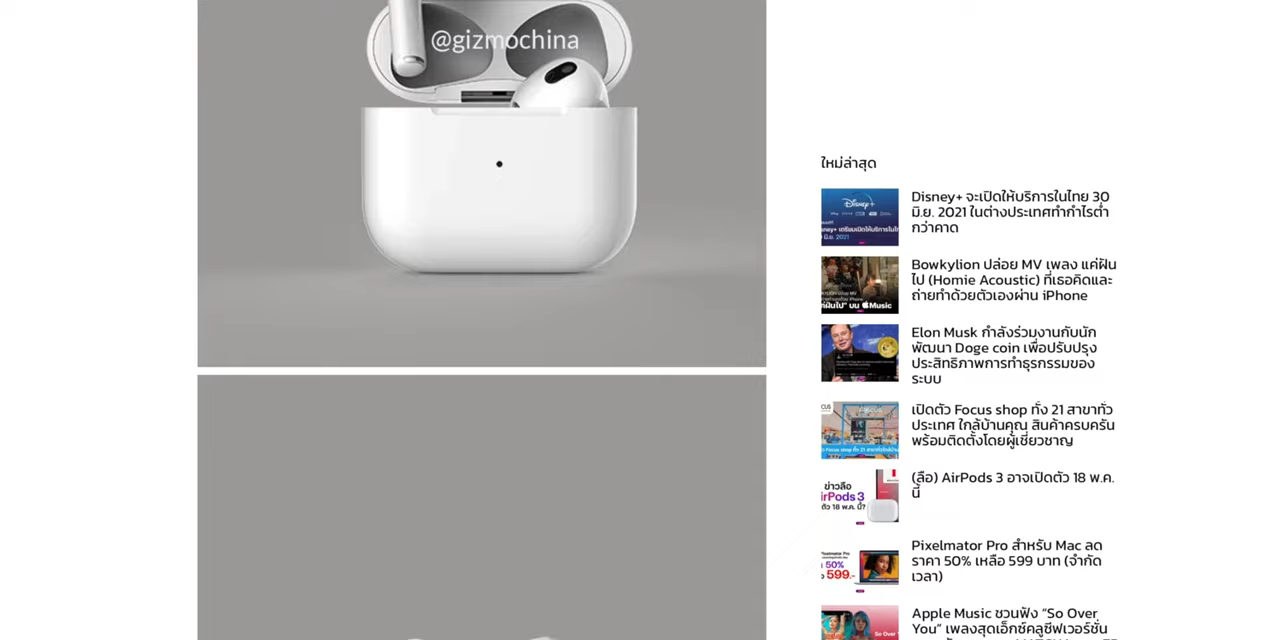 @gizmochina
ใหม่ล่าสุด
Disney+ จะเปิดให้บริการในไทย 30
มิ.ย. 2021 ในต่างประเทศทำกำไรต่ำ
กว่าคาด
Bowkylion ปล่อย MV เพลง แค่ฝัน
ไป (Homie Acoustic) ที่เธอคิดและ
ถ่ายทำด้วยตัวเองผ่าน iPhone
Elon Musk กำลังร่วมงานกับนัก
พัฒนา Doge coin เพื่อปรับปรุง
ประสิทธิภาพการทำธุรกรรมของ
ระบบ
เปิดตัว Focus shop ทั้ง 21 สาขาทั่ว
ประเทศ ใกล้บ้านคุณ สินค้าครบครัน
พร้อมติดตั้งโดยผู้เชี่ยวชาญ
ข่าวลือ
irPods 3
ตัว 18 พ.ค. นี้?
(ลือ) AirPods 3 อาจเปิดตัว 18 พ.ค.
นี้
50%
599.-
Pixelmator Pro สำหรับ Mac ลด
ราคา 50% เหลือ 599 บาท (จำกัด
เวลา)
Apple Music ชวนฟัง “So Over
You” เพลงสุดเอ็กซ์คลูซีฟเวอร์ชั่น